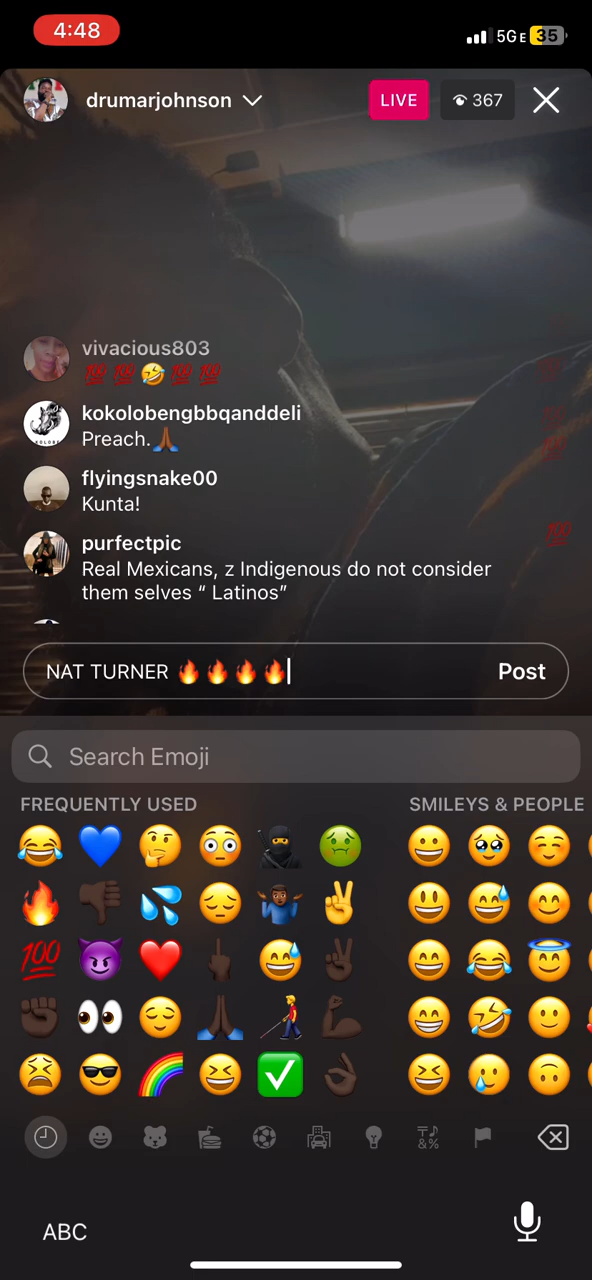 4:48
5GE 35
drumarjohnson
LIVE
367
vivacious803
💯 💯 🤣 💯 💯
kokolobengbbqanddeli
Preach.🙏🏾
flyingsnake00
Kunta!
purfectpic
Real Mexicans, z Indigenous do not consider
them selves “ Latinos”
NAT TURNER 🔥 🔥 🔥 🔥
Post
Search Emoji
FREQUENTLY USED
SMILEYS & PEOPLE
ABC